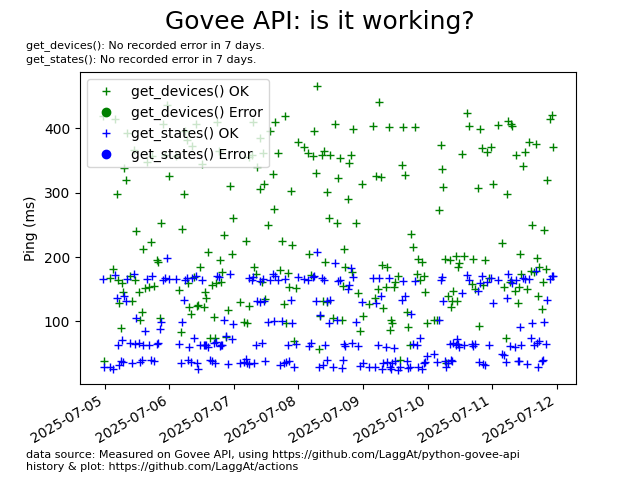 Govee API: is it working?
get_devices(): No recorded error in 7 days.
get_states(): No recorded error in 7 days.
get_devices() OK
get_devices() Error
get_states() OK
get_states() Error
Ping (ms)
400
300
200
100
2025-07-05
2025-07-06
2025-07-07
2025-07-08
2025-07-09
2025-07-10
2025-07-11
2025-07-12
data source: Measured on Govee API, using https://github.com/LaggAt/python-govee-api
history & plot: https://github.com/LaggAt/actions